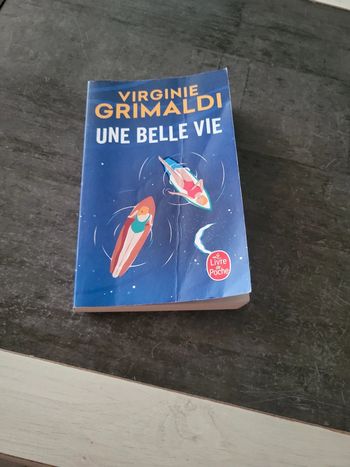 VIRGINIE
GRIMALDI
UNE BELLE VIE
Le
Livre
de
Poche